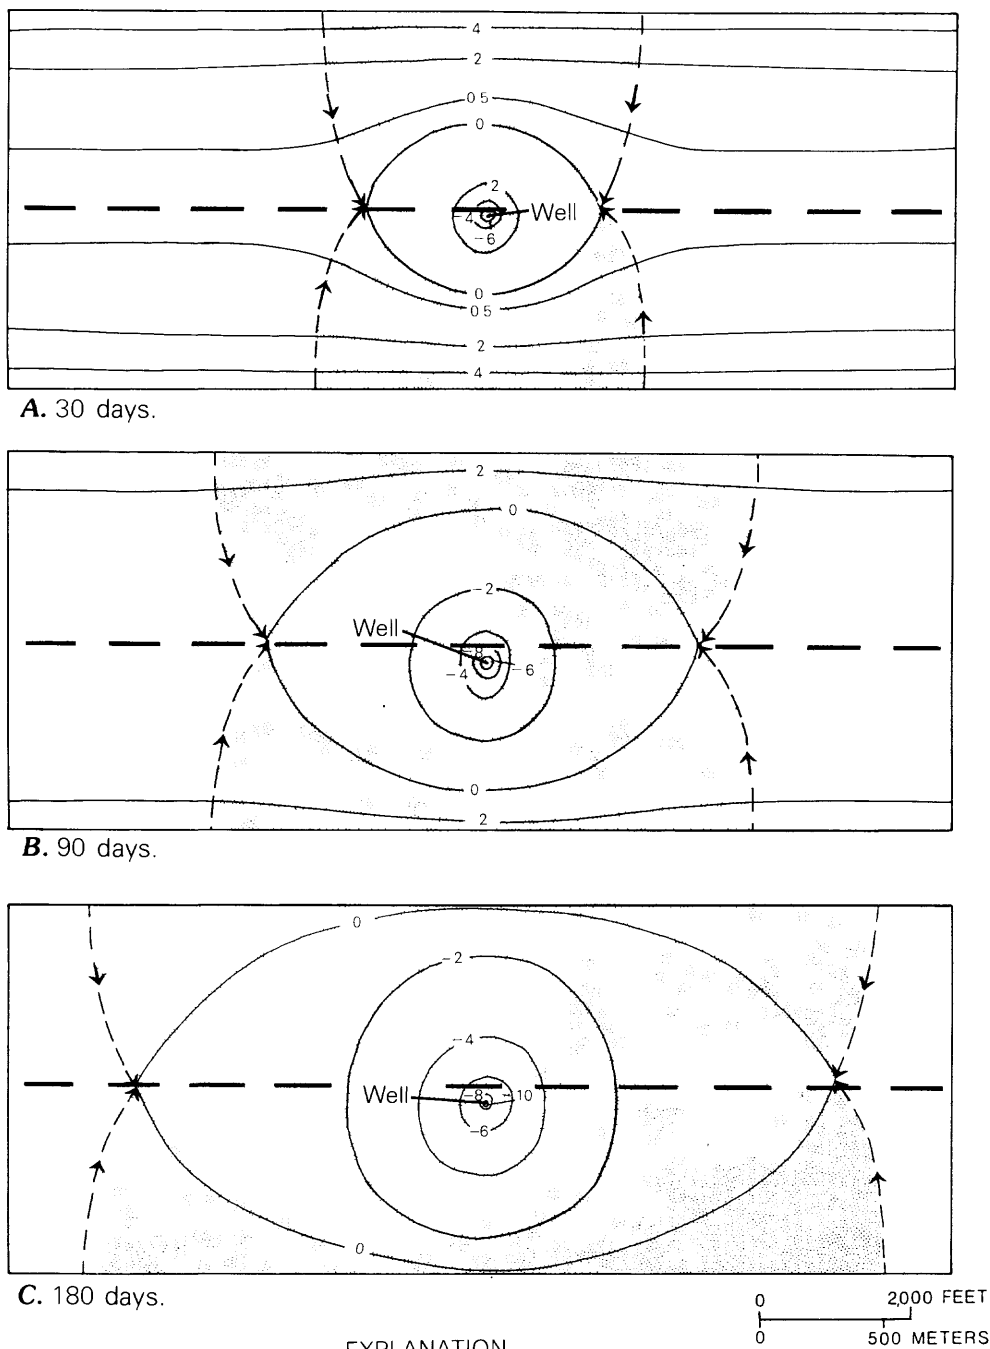 4
2
0 5
0
2
-4
Well
-6
0
0 5
2
4
A. 30 days.
2
0
-2
Well
-8
-4
-6
0
2
B. 90 days.
0
-2
-4
Well
-8
-10
-6
0
C. 180 days.
0 2,000 FEET
0 500 METERS
EXPLANATION